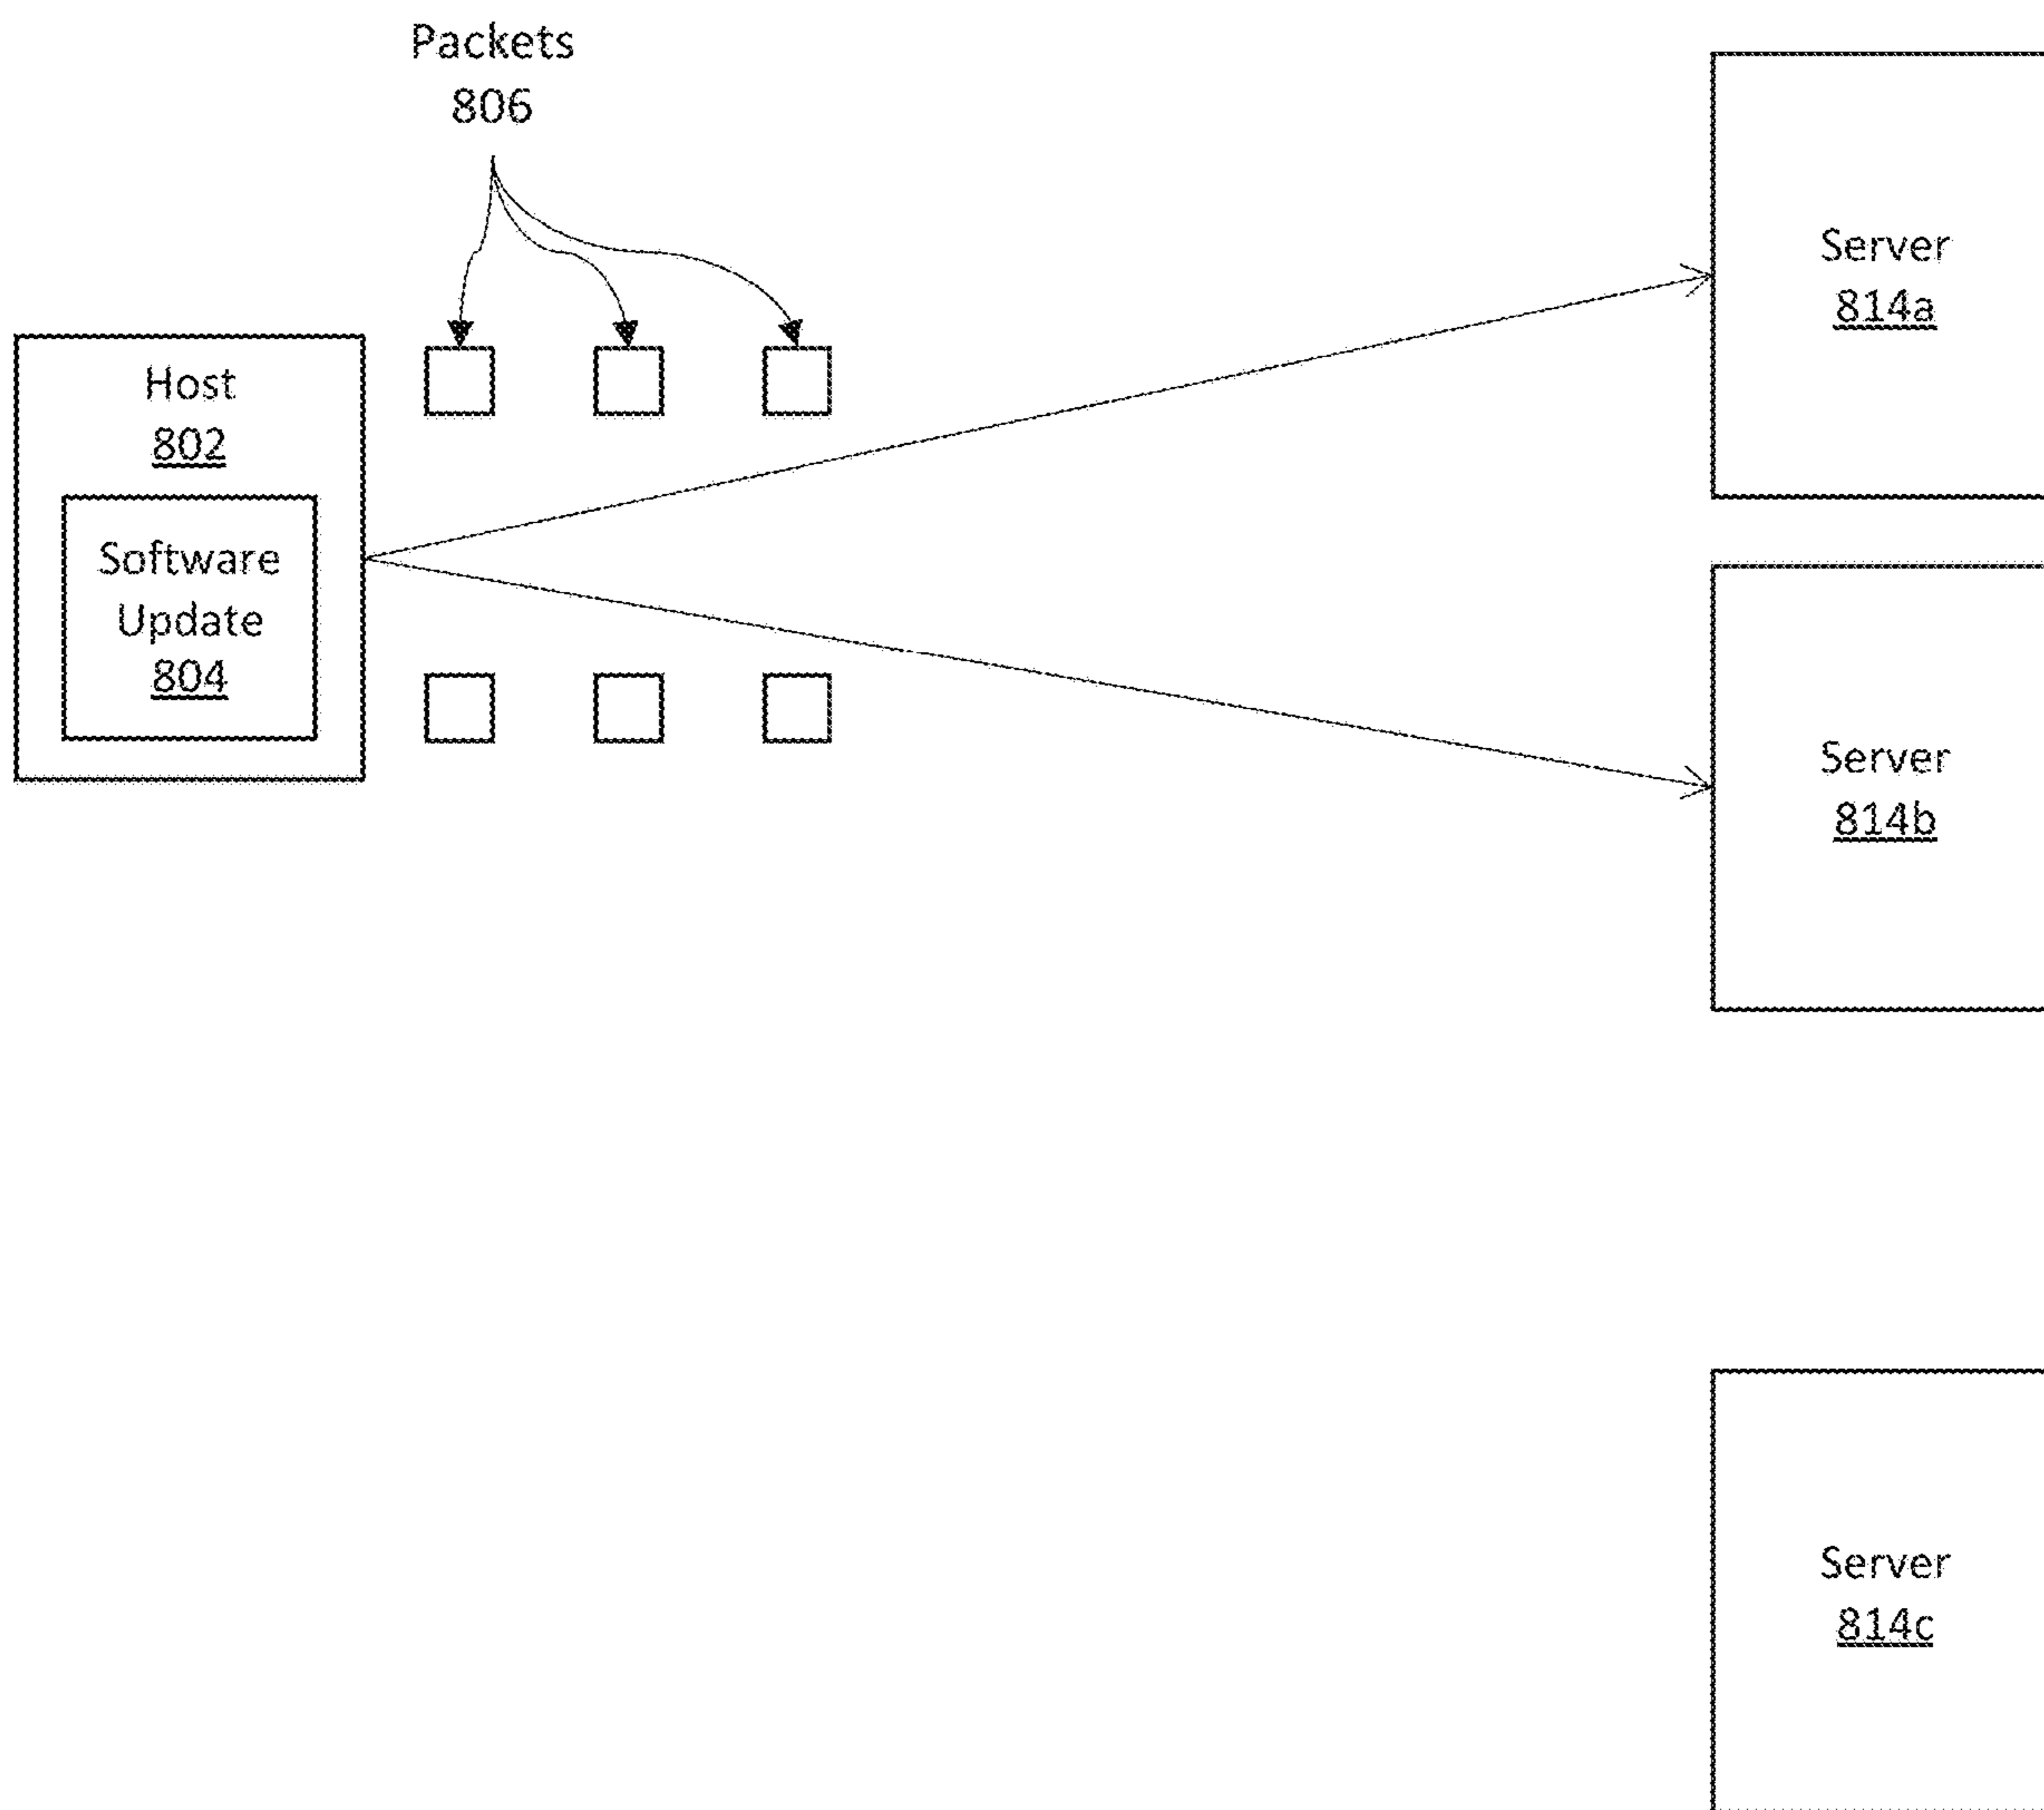 Packets
806
Host
802
Software
Update
804
Server
814a
Server
814b
Server
814c